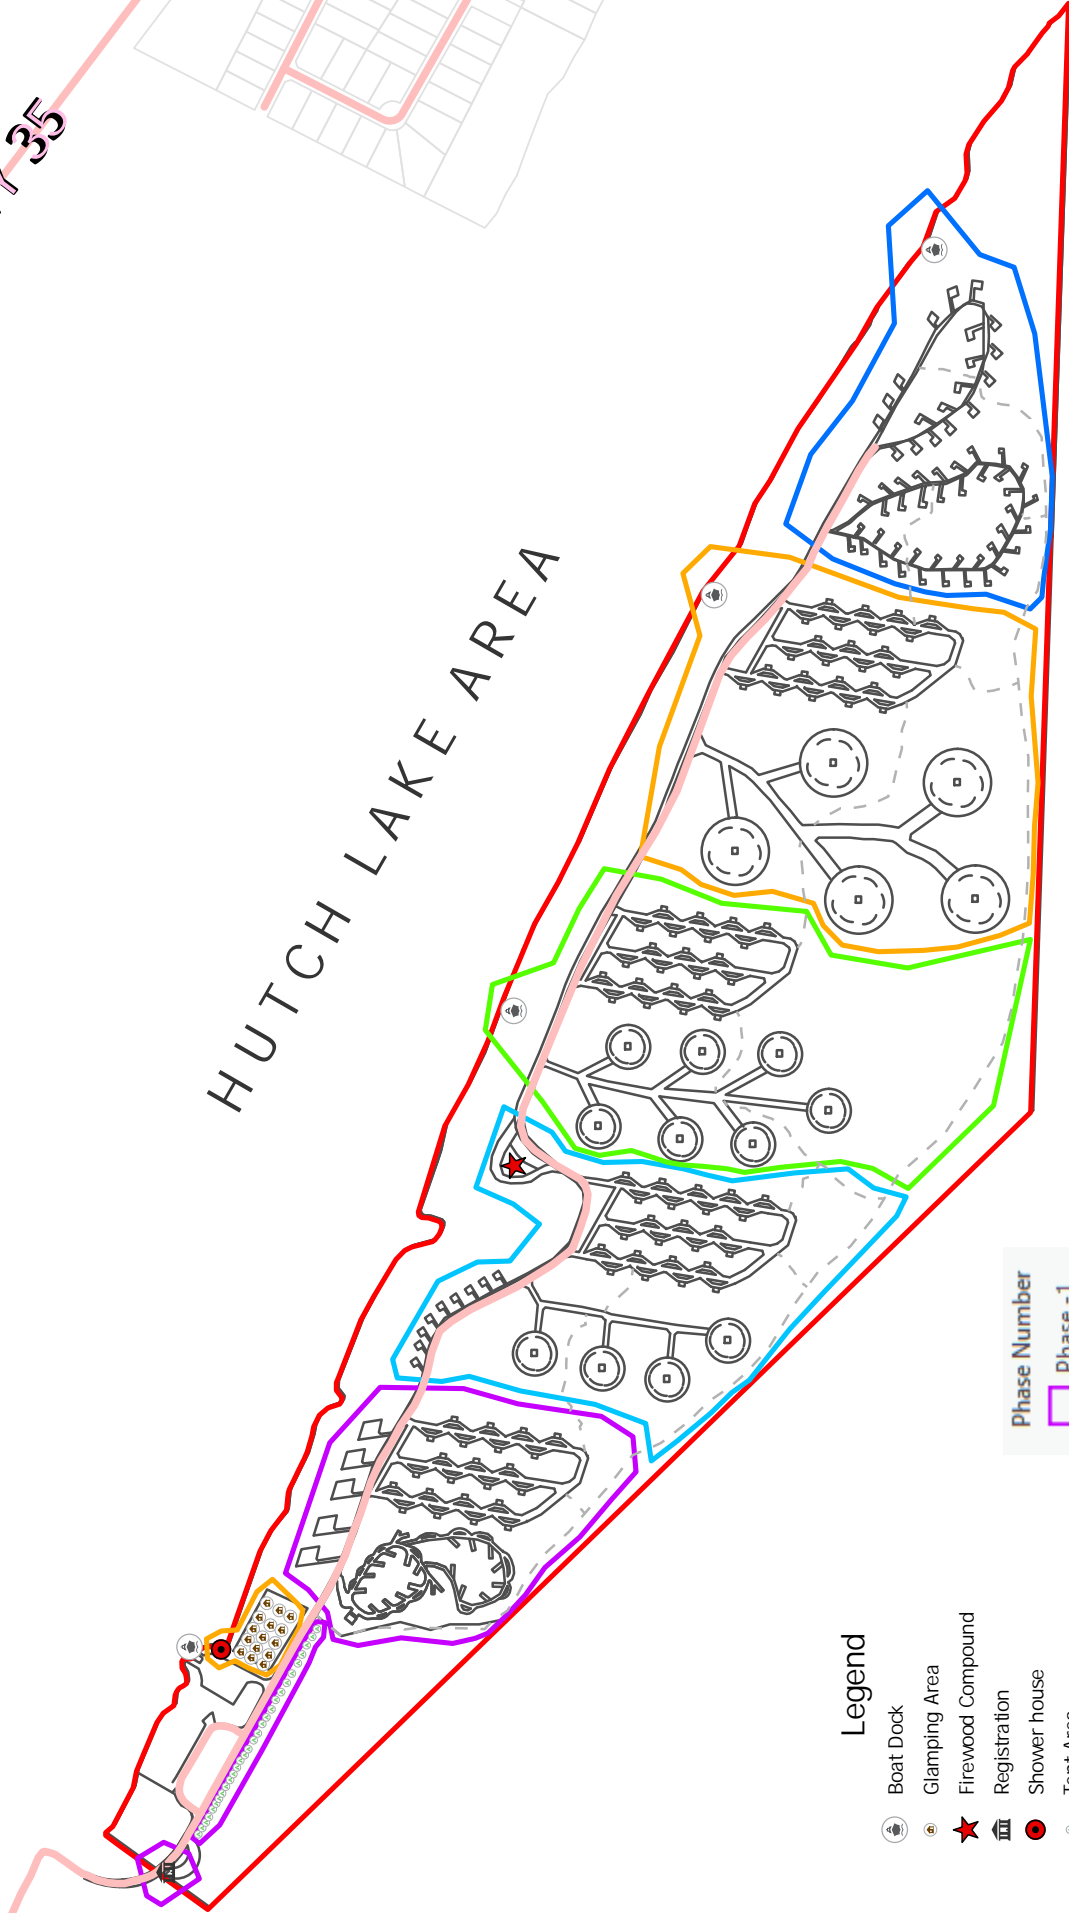 35
HUTCH LAKE AREA
Legend
Boat Dock
Glamping Area
Firewood Compound
Registration
Shower house
Phase Number